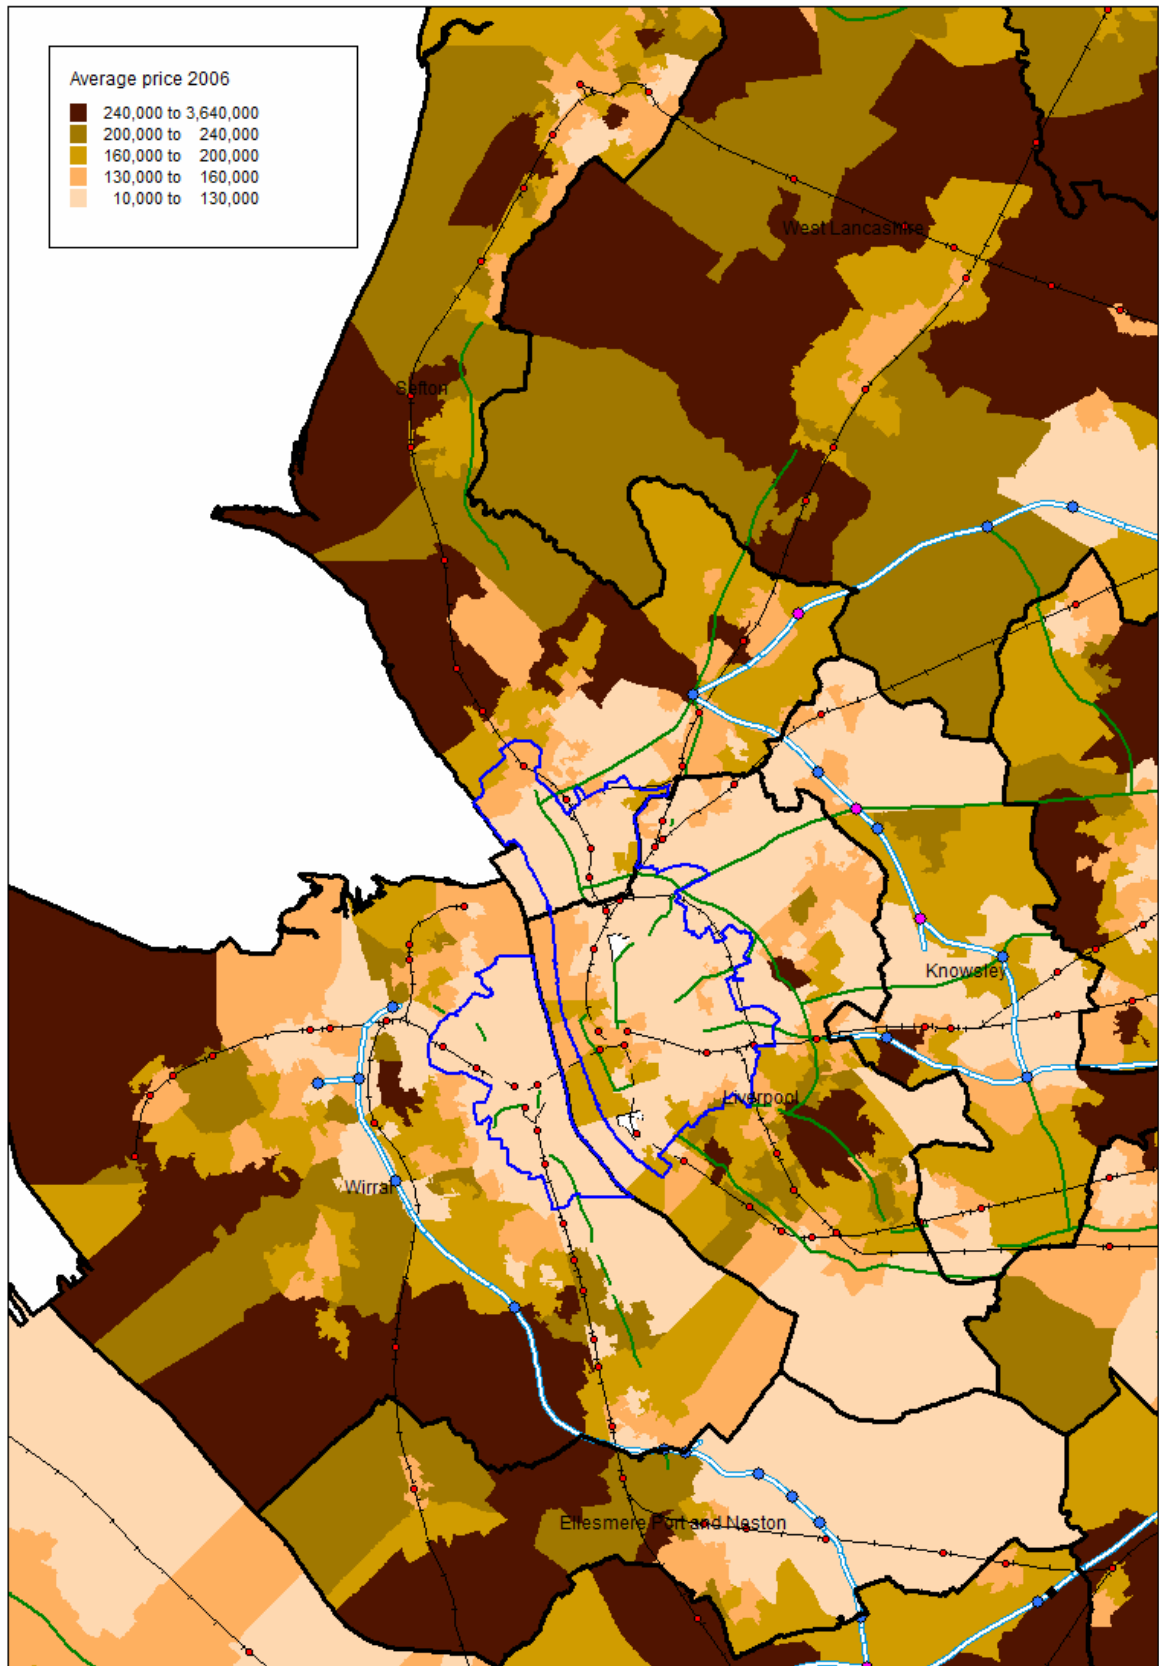 Average price 2006
240,000 to 3,640,000
200,000 to 240,000
160,000 to 200,000
130,000 to 160,000
10,000 to 130,000
West Lancashire
Sefton
Knowsley
Liverpool
Wirral
Ellesmere Port and Neston